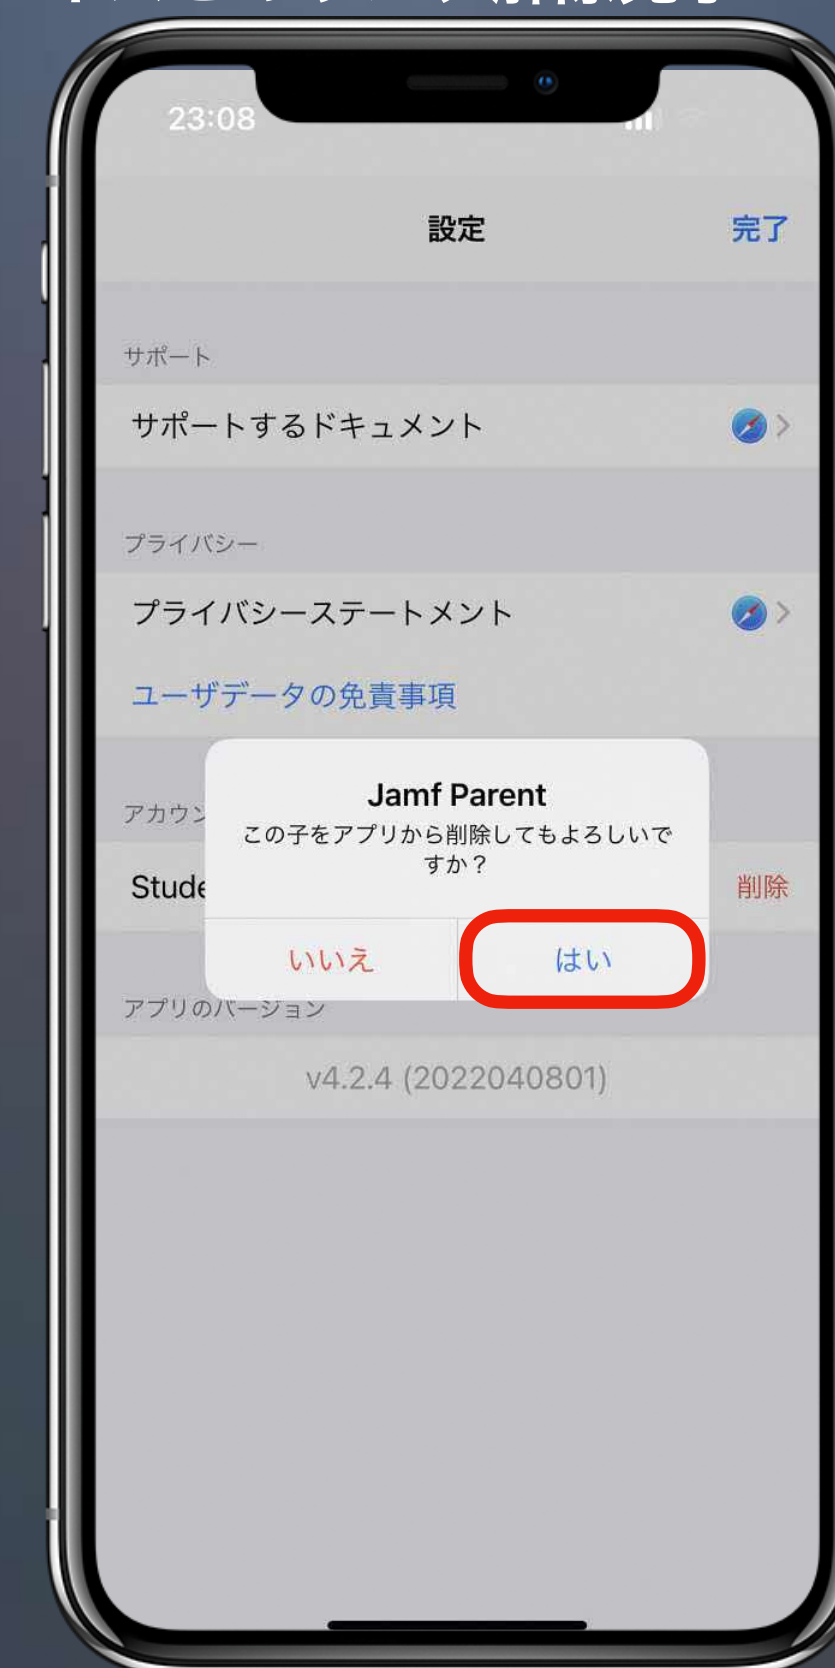 23:08
設定
完了
サポート
サポートするドキュメント
プライバシー
プライバシーステートメント
ユーザデータの免責事項
アカウン
Stude
削除
Jamf Parent
この子をアプリから削除してもよろしいで
すか？
いいえ
はい
アプリのバージョン
v4.2.4 (2022040801)